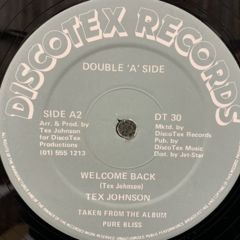 DISCOTEX RECORDS
DOUBLE 'A' SIDE
SIDE A2
DT 30
Arr. & Prod. by
Tex Johnson
for DiscoTex
Productions
(01) 555 1213
Mktd. by
DiscoTex Records
Pub. by
DiscoTex Music
Dist. by Jet-Star
WELCOME BACK
(Tex Johnson)
TEX JOHNSON
TAKEN FROM THE ALBUM
PURE BLISS